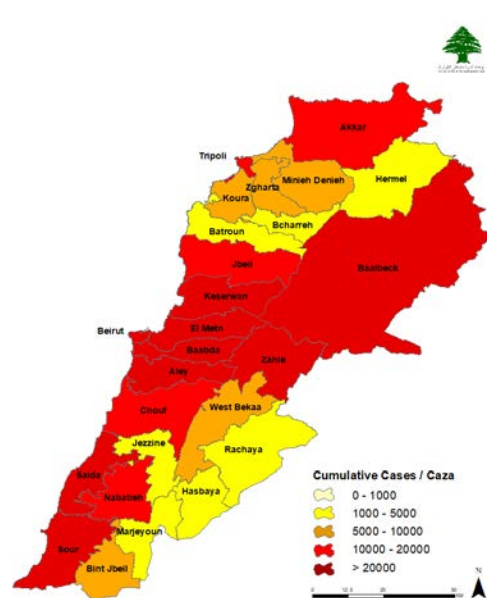 Akkar
Tripoli
Hermel
Minieh Denieh
Zgharta
Koura
Bcharreh
Batroun
Jbeil
Baalbeck
Keserwan
El Metn
Beirut
Baabda
Zahle
Aley
Chouf
West Bekaa
Jezzine
Rachaya
Saida
Hasbaya
Nabatieh
Marjeyoun
Sour
Bint Jbeil
Cumulative Cases / Caza
0 - 1000
1000 - 5000
5000 - 10000
10000 - 20000
> 20000
N